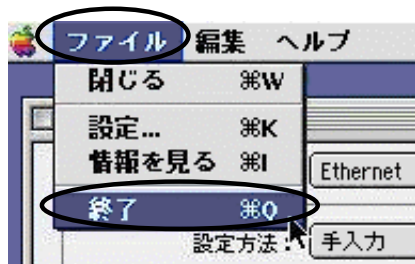 ファイル 編集 ヘルプ
閉じる ⌘W
設定... ⌘K
情報を見る ⌘I
Ethernet
終了 ⌘Q
設定方法： 手入力